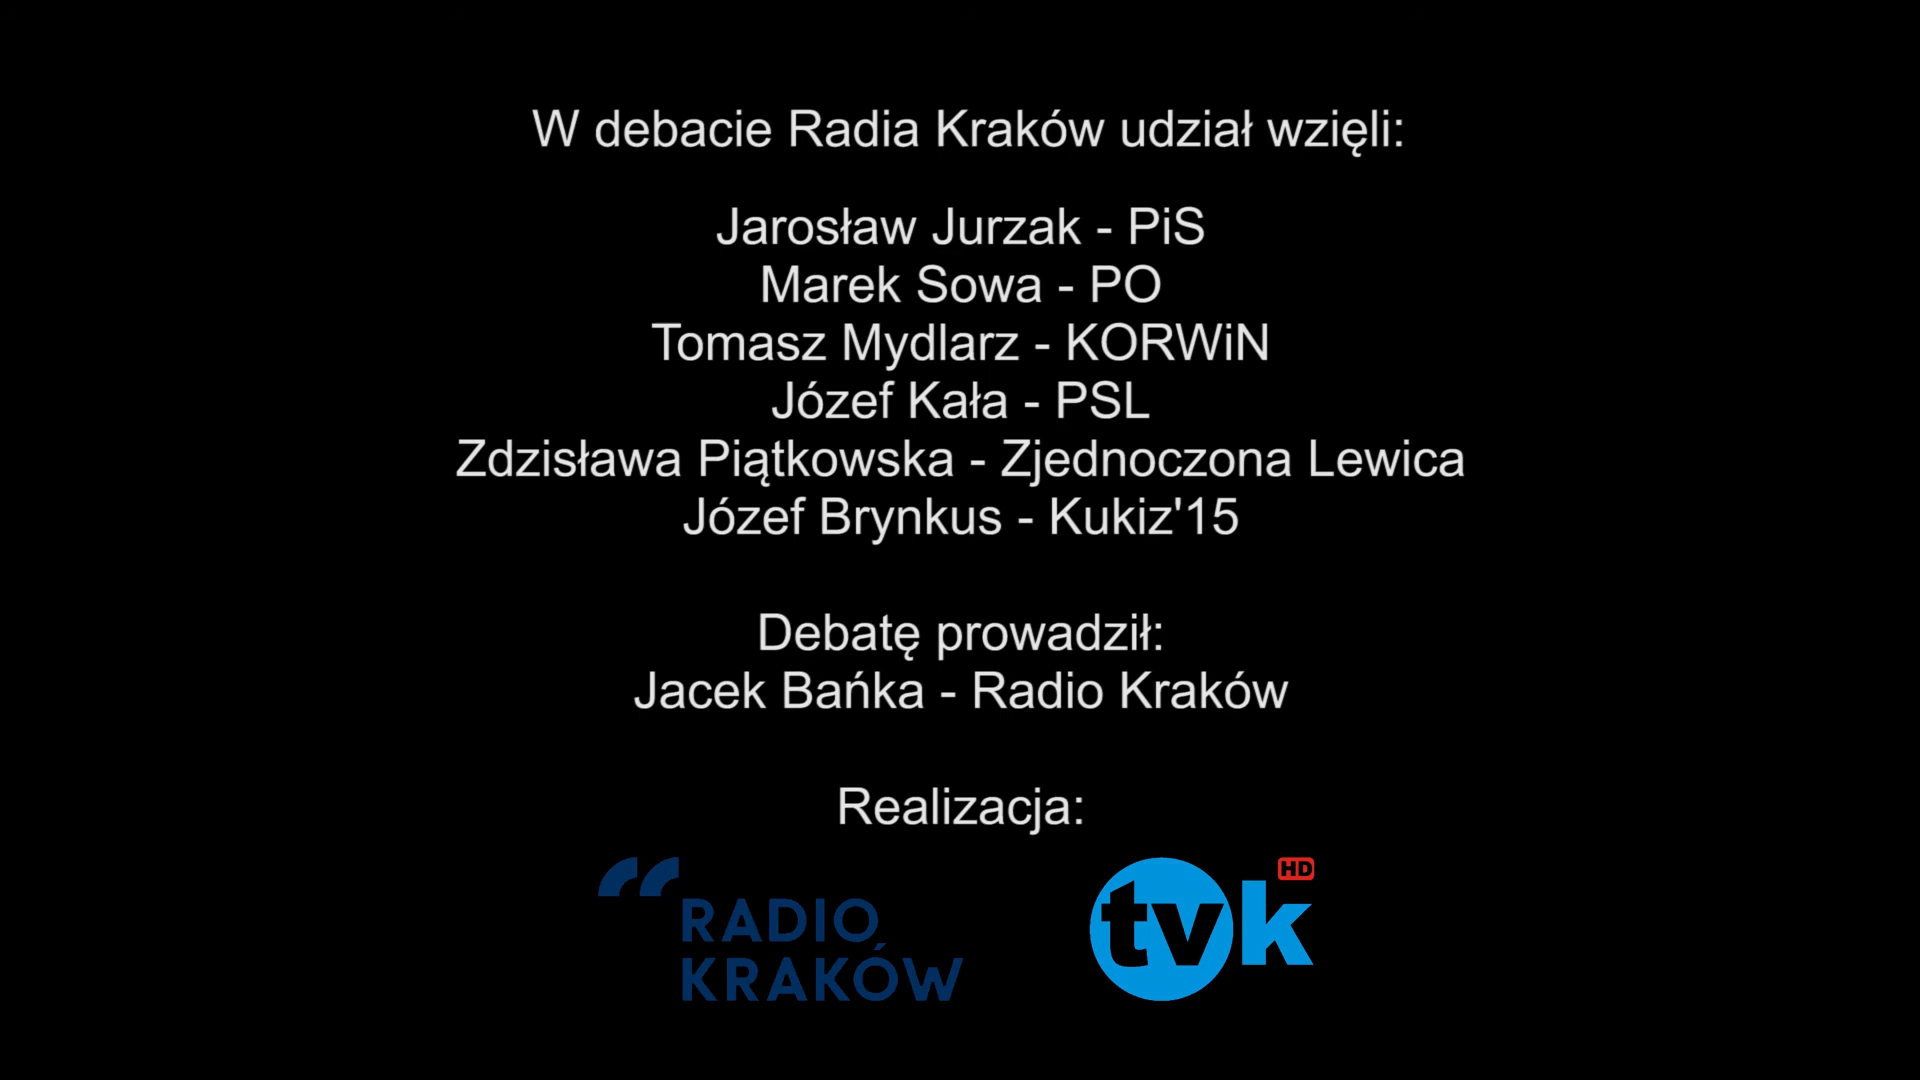 W debacie Radia Kraków udział wzięli:
Jarosław Jurzak - PiS
Marek Sowa - PO
Tomasz Mydlarz - KORWiN
Józef Kała - PSL
Zdzisława Piątkowska - Zjednoczona Lewica
Józef Brynkus - Kukiz'15
Debatę prowadził:
Jacek Bańka - Radio Kraków
Realizacja:
RADIO
KRAKÓW
tvk HD